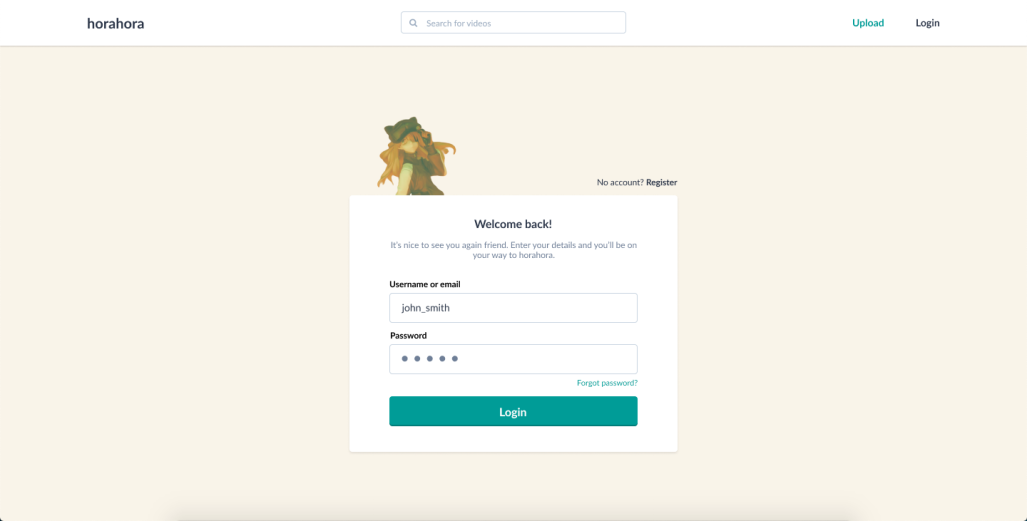 horahora
Search for videos
Upload
Login
No account? Register
Welcome back!
It's nice to see you again friend. Enter your details and you'll be on
your way to horahora.
Username or email
john_smith
Password
Forgot password?
Login